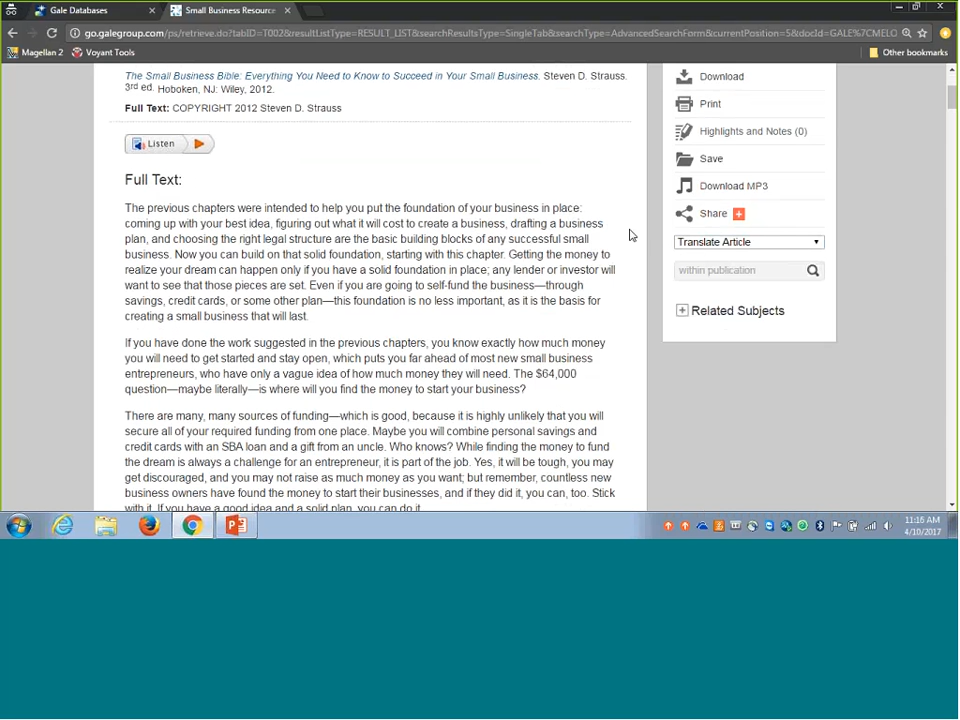 Gale Databases
Small Business Resource
go.galegroup.com/ps/retrieve.do?tabID=T002&resultListType=RESULT_LIST&searchResultsType=SingleTab&searchType=AdvancedSearchForm&currentPosition=5&docId=GALE%7CMELO
Magellan 2
Voyant Tools
Other bookmarks
The Small Business Bible: Everything You Need to Know to Succeed in Your Small Business. Steven D. Strauss.
3rd ed. Hoboken, NJ: Wiley, 2012.
Full Text: COPYRIGHT 2012 Steven D. Strauss
Listen
Full Text:
The previous chapters were intended to help you put the foundation of your business in place:
coming up with your best idea, figuring out what it will cost to create a business, drafting a business
plan, and choosing the right legal structure are the basic building blocks of any successful small
business. Now you can build on that solid foundation, starting with this chapter. Getting the money to
realize your dream can happen only if you have a solid foundation in place; any lender or investor will
want to see that those pieces are set. Even if you are going to self-fund the business—through
savings, credit cards, or some other plan—this foundation is no less important, as it is the basis for
creating a small business that will last.
If you have done the work suggested in the previous chapters, you know exactly how much money
you will need to get started and stay open, which puts you far ahead of most new small business
entrepreneurs, who have only a vague idea of how much money they will need. The $64,000
question—maybe literally—is where will you find the money to start your business?
There are many, many sources of funding—which is good, because it is highly unlikely that you will
secure all of your required funding from one place. Maybe you will combine personal savings and
credit cards with an SBA loan and a gift from an uncle. Who knows? While finding the money to fund
the dream is always a challenge for an entrepreneur, it is part of the job. Yes, it will be tough, you may
get discouraged, and you may not raise as much money as you want; but remember, countless new
business owners have found the money to start their businesses, and if they did it, you can, too. Stick
with it. If you have a good idea and a solid plan, you can do it.
Download
Print
Highlights and Notes (0)
Save
Download MP3
Share
Translate Article
within publication
Related Subjects
11:16 AM
4/10/2017